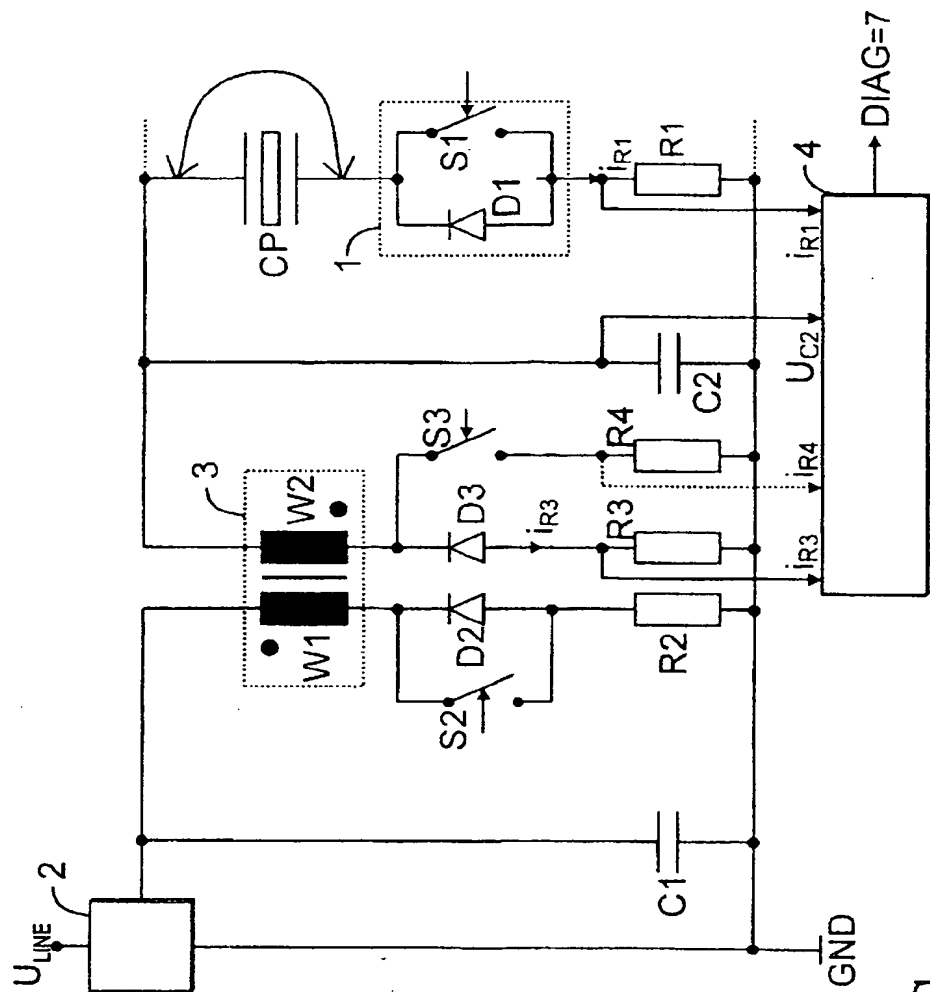 U_LINE
2
C1
GND
3
W1
W2
S2
D2
R2
D3
i_R3
R3
S3
R4
C2
CP
1
D1
S1
i_R1
R1
i_R3
i_R4
U_C2
i_R1
4
DIAG=7